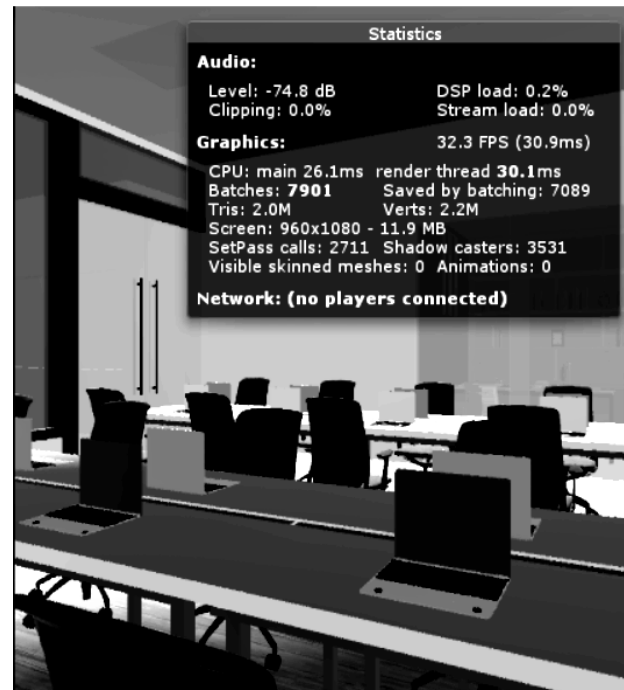 Statistics
Audio:
Level: -74.8 dB DSP load: 0.2%
Clipping: 0.0% Stream load: 0.0%
Graphics: 32.3 FPS (30.9ms)
CPU: main 26.1ms render thread 30.1ms
Batches: 7901 Saved by batching: 7089
Tris: 2.0M Verts: 2.2M
Screen: 960x1080 - 11.9 MB
SetPass calls: 2711 Shadow casters: 3531
Visible skinned meshes: 0 Animations: 0
Network: (no players connected)